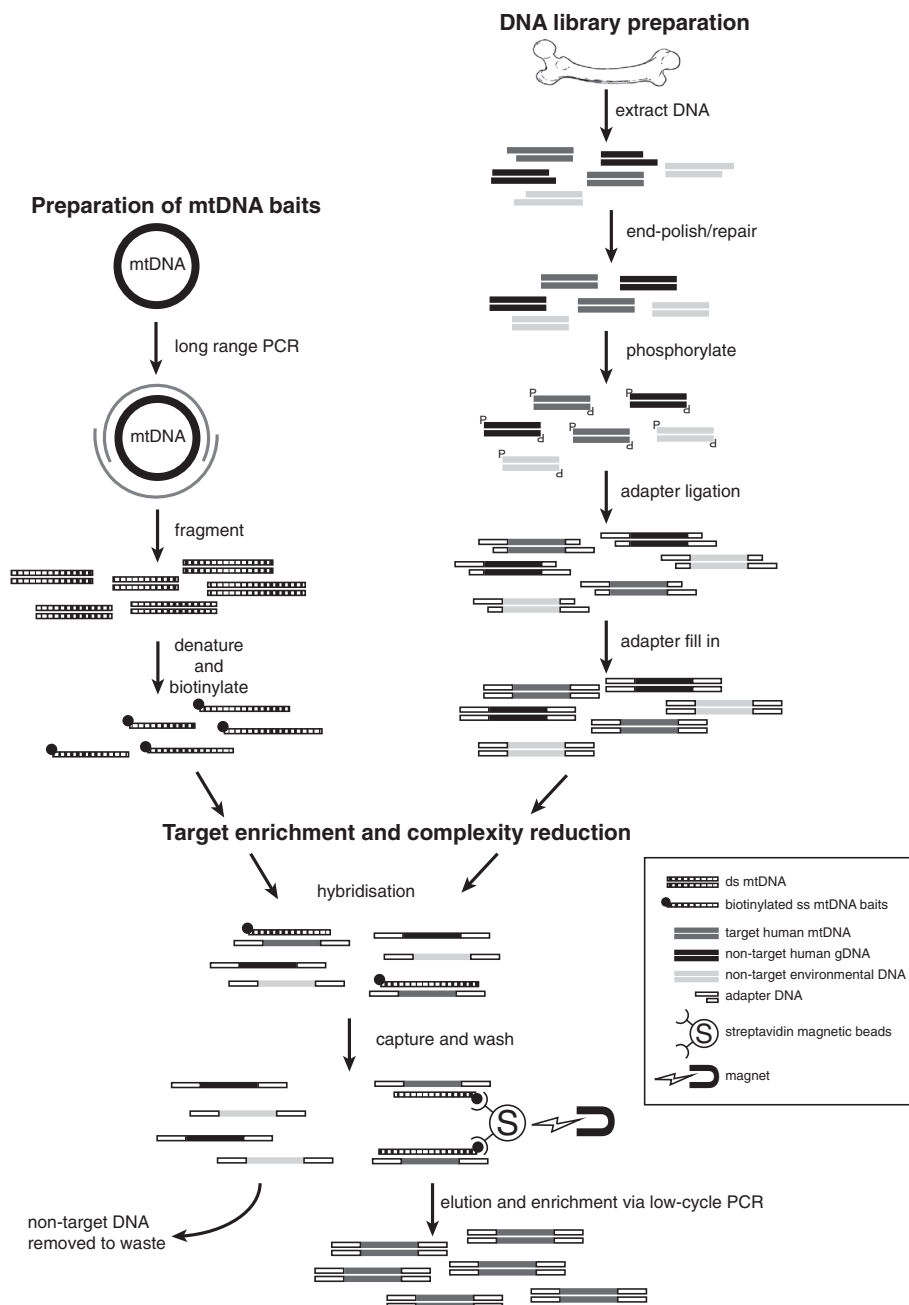 DNA library preparation
extract DNA
end-polish/repair
phosphorylate
P
P
P
P
P
P
P
P
P
P
P
P
adapter ligation
adapter fill in
Preparation of mtDNA baits
mtDNA
long range PCR
mtDNA
fragment
denature
and
biotinylate
Target enrichment and complexity reduction
hybridisation
capture and wash
S
non-target DNA
removed to waste
elution and enrichment via low-cycle PCR
ds mtDNA
biotinylated ss mtDNA baits
target human mtDNA
non-target human gDNA
non-target environmental DNA
adapter DNA
S
streptavidin magnetic beads
magnet